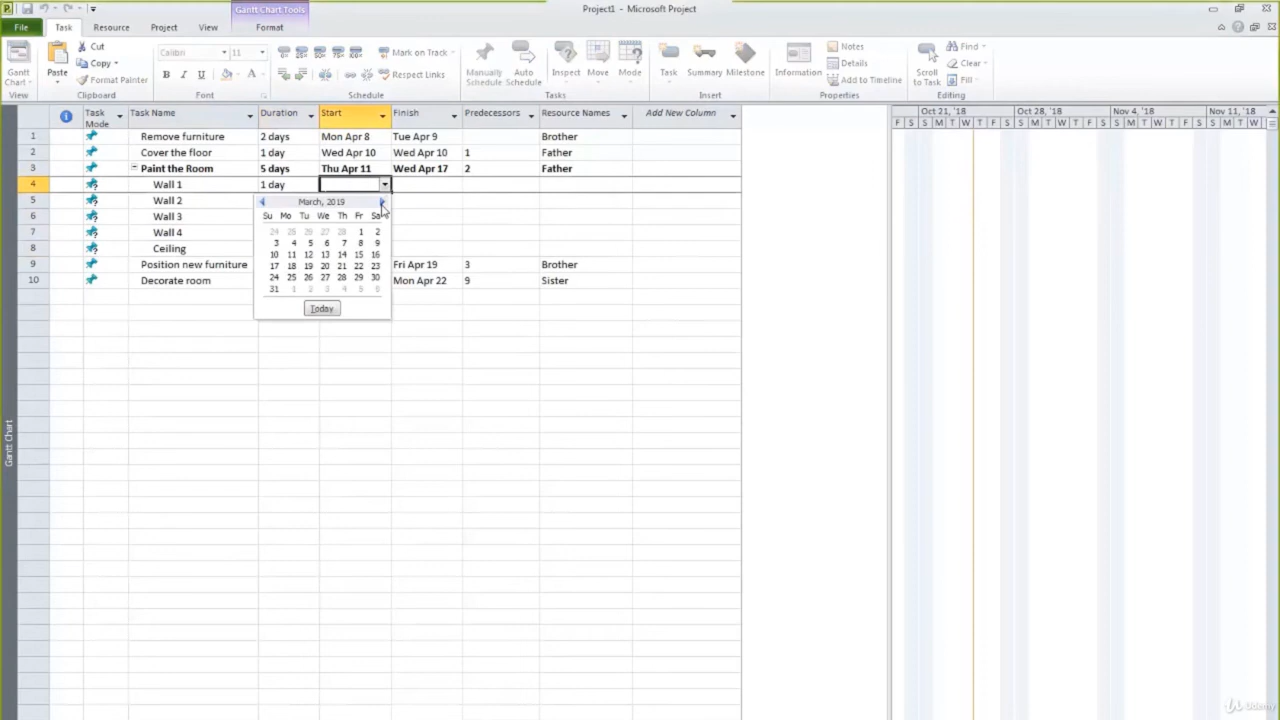 Project1 - Microsoft Project
Gantt Chart Tools
File Task Resource Project View Format
Gantt Chart
Paste
Cut
Copy
Format Painter
Calibri 11
B I U A
Mark on Track
Respect Links
Manually Schedule
Auto Schedule
Inspect
Move
Mode
Task
Summary
Milestone
Information
Notes
Details
Add to Timeline
Scroll to Task
Find
Clear
Fill
View Clipboard Font Schedule Tasks Insert Properties Editing
Task Mode Task Name Duration Start Finish Predecessors Resource Names Add New Column
Oct 21, '18 Oct 28, '18 Nov 4, '18 Nov 11, '18
F S S M T W T F S S M T W T F S S M T W T F S S M T W
1 Remove furniture 2 days Mon Apr 8 Tue Apr 9 Brother
2 Cover the floor 1 day Wed Apr 10 Wed Apr 10 1 Father
3 Paint the Room 5 days Thu Apr 11 Wed Apr 17 2 Father
4 Wall 1 1 day
5 Wall 2
6 Wall 3
7 Wall 4
8 Ceiling
9 Position new furniture Fri Apr 19 3 Brother
10 Decorate room Mon Apr 22 9 Sister
March, 2019
Su Mo Tu We Th Fr Sa
24 25 26 27 28 1 2
3 4 5 6 7 8 9
10 11 12 13 14 15 16
17 18 19 20 21 22 23
24 25 26 27 28 29 30
31 1 2 3 4 5 6
Today
Gantt Chart
Udemy